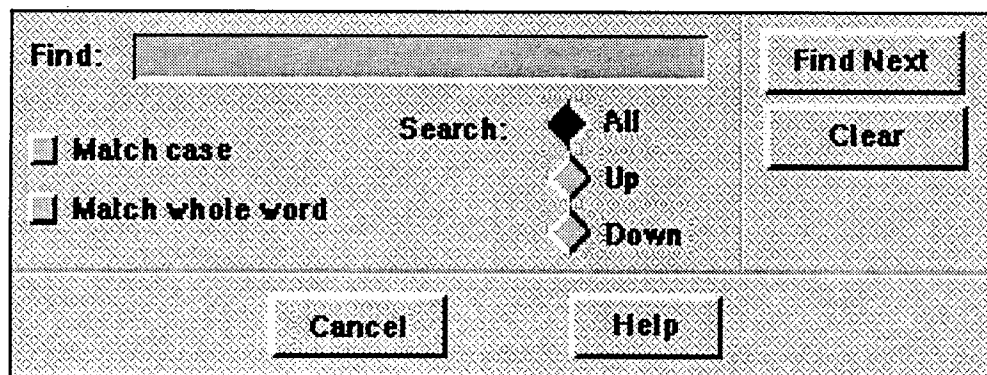 Find:
Find Next
Search:
All
Clear
Match case
Up
Match whole word
Down
Cancel
Help